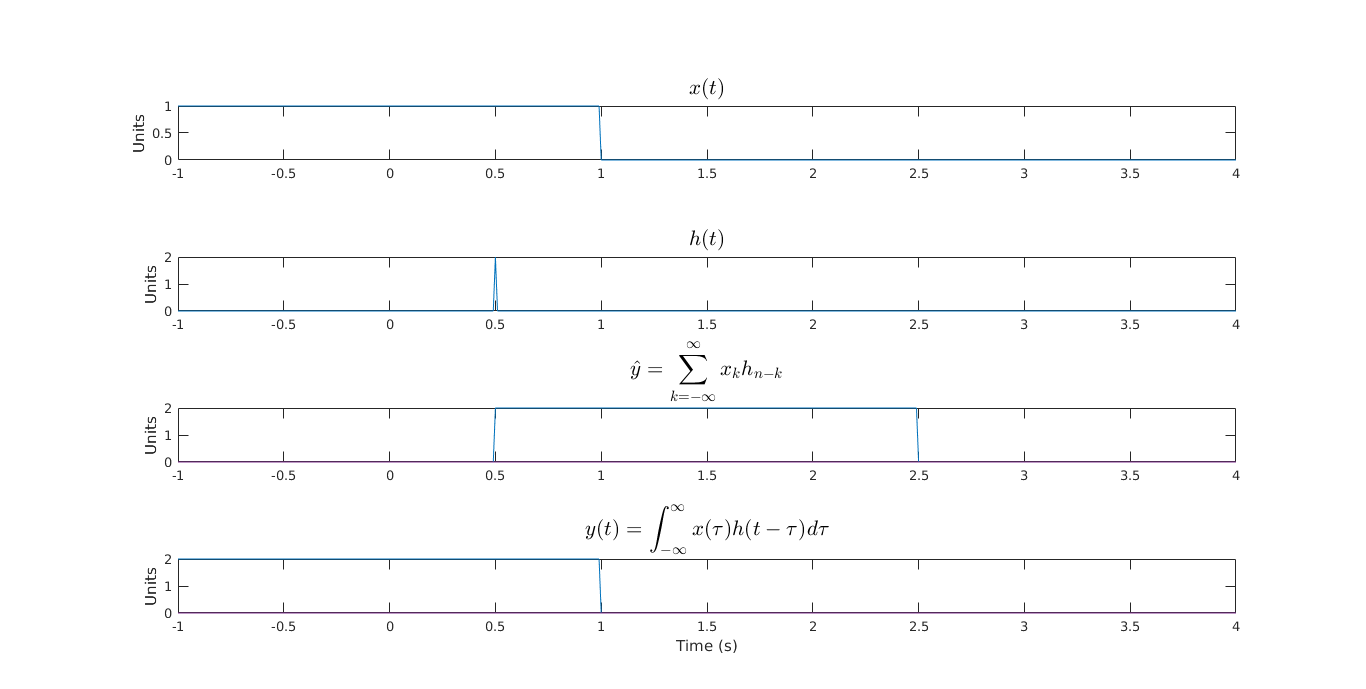 x(t)
Units
1
0.5
0
-1 -0.5 0 0.5 1 1.5 2 2.5 3 3.5 4
h(t)
Units
2
1
0
-1 -0.5 0 0.5 1 1.5 2 2.5 3 3.5 4
ŷ = ∑_{k=−∞}^{∞} x_k h_{n−k}
Units
2
1
0
-1 -0.5 0 0.5 1 1.5 2 2.5 3 3.5 4
y(t) = ∫_{−∞}^{∞} x(τ)h(t − τ)dτ
Units
2
1
0
-1 -0.5 0 0.5 1 1.5 2 2.5 3 3.5 4
Time (s)